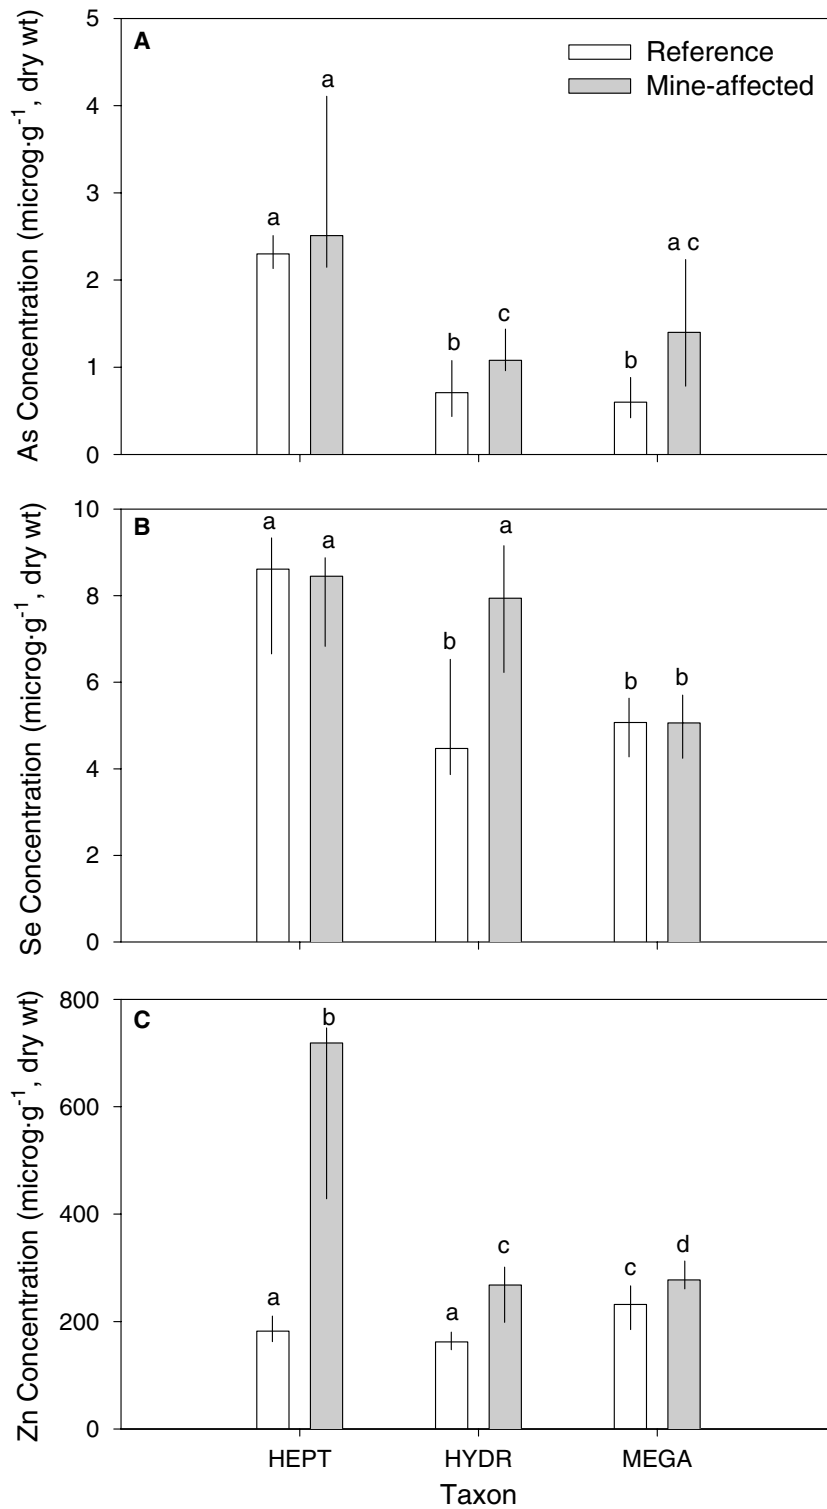 A
Reference
Mine-affected
As Concentration (microg·g⁻¹, dry wt)
5
4
3
2
1
0
a
a
b
c
b
a c
B
Se Concentration (microg·g⁻¹, dry wt)
10
8
6
4
2
0
a
a
b
a
b
b
C
Zn Concentration (microg·g⁻¹, dry wt)
800
600
400
200
0
a
b
a
c
c
d
HEPT
HYDR
MEGA
Taxon